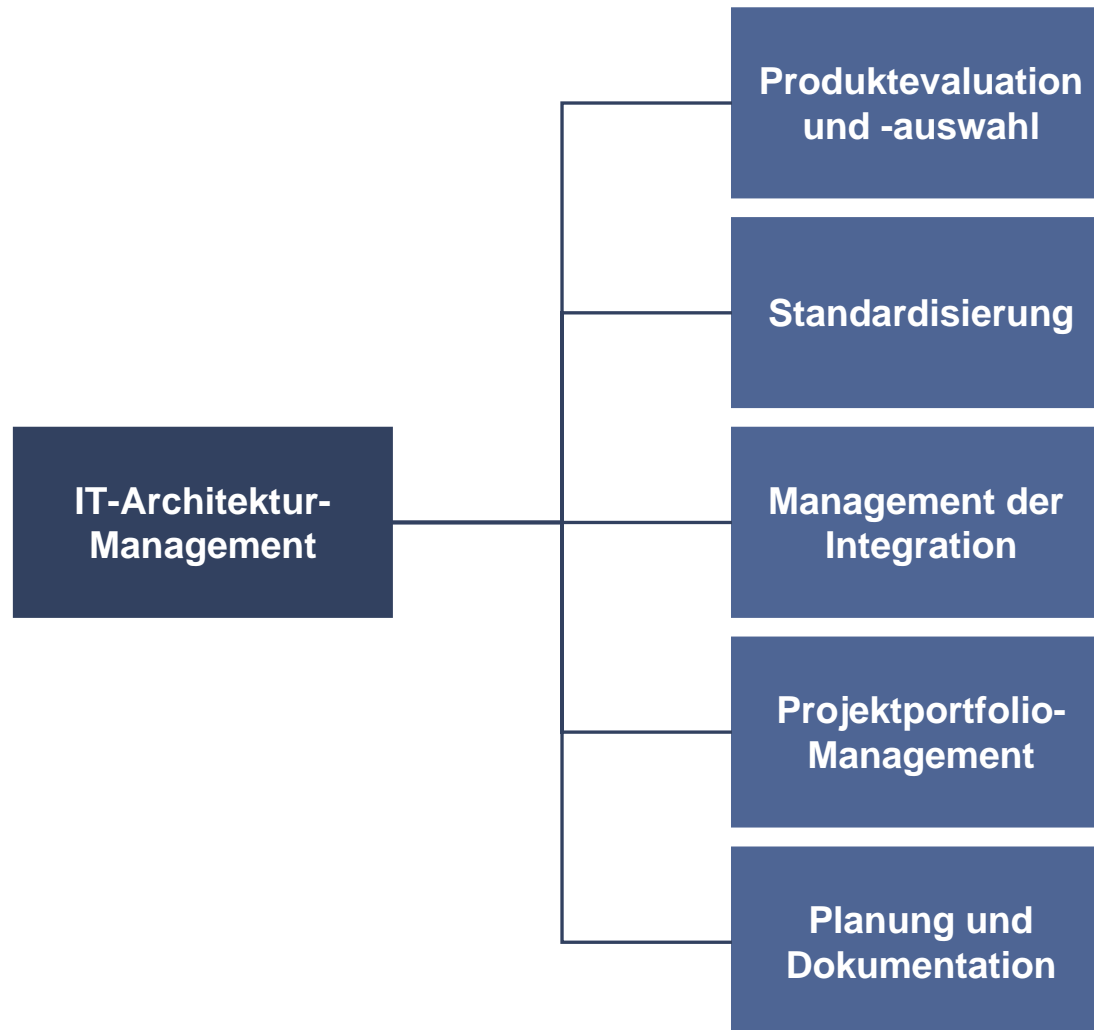 Produktevaluation
und -auswahl
Standardisierung
IT-Architektur-
Management
Management der
Integration
Projektportfolio-
Management
Planung und
Dokumentation